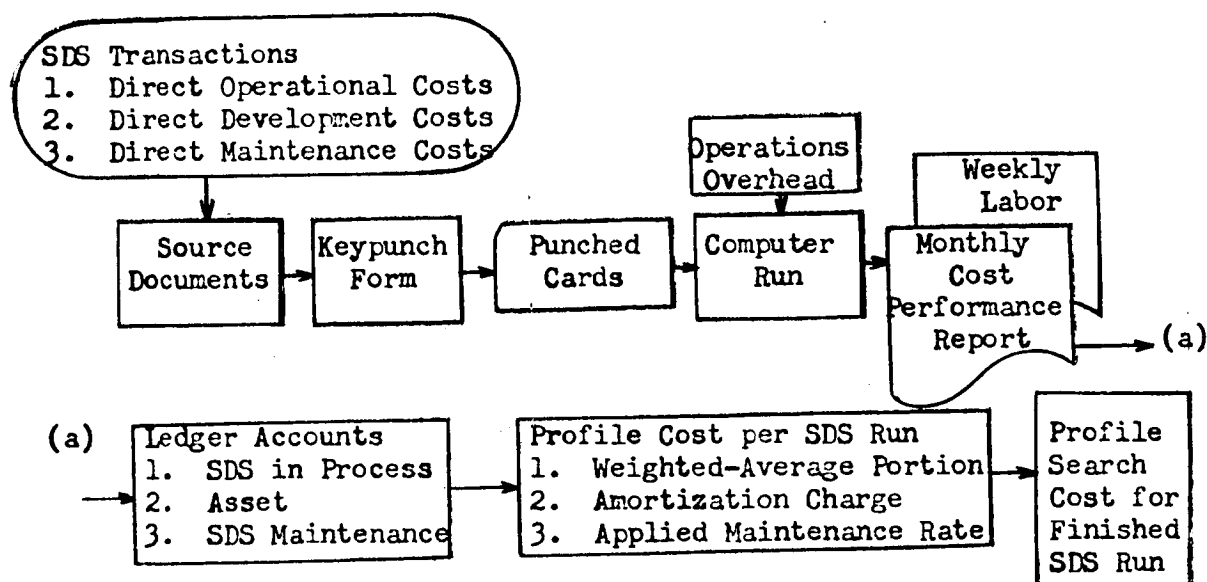 SDS Transactions
1. Direct Operational Costs
2. Direct Development Costs
3. Direct Maintenance Costs
Operations
Overhead
Source
Documents
Keypunch
Form
Punched
Cards
Computer
Run
Weekly
Labor
Monthly
Cost
Performance
Report
(a)
(a)
Ledger Accounts
1. SDS in Process
2. Asset
3. SDS Maintenance
Profile Cost per SDS Run
1. Weighted-Average Portion
2. Amortization Charge
3. Applied Maintenance Rate
Profile
Search
Cost for
Finished
SDS Run